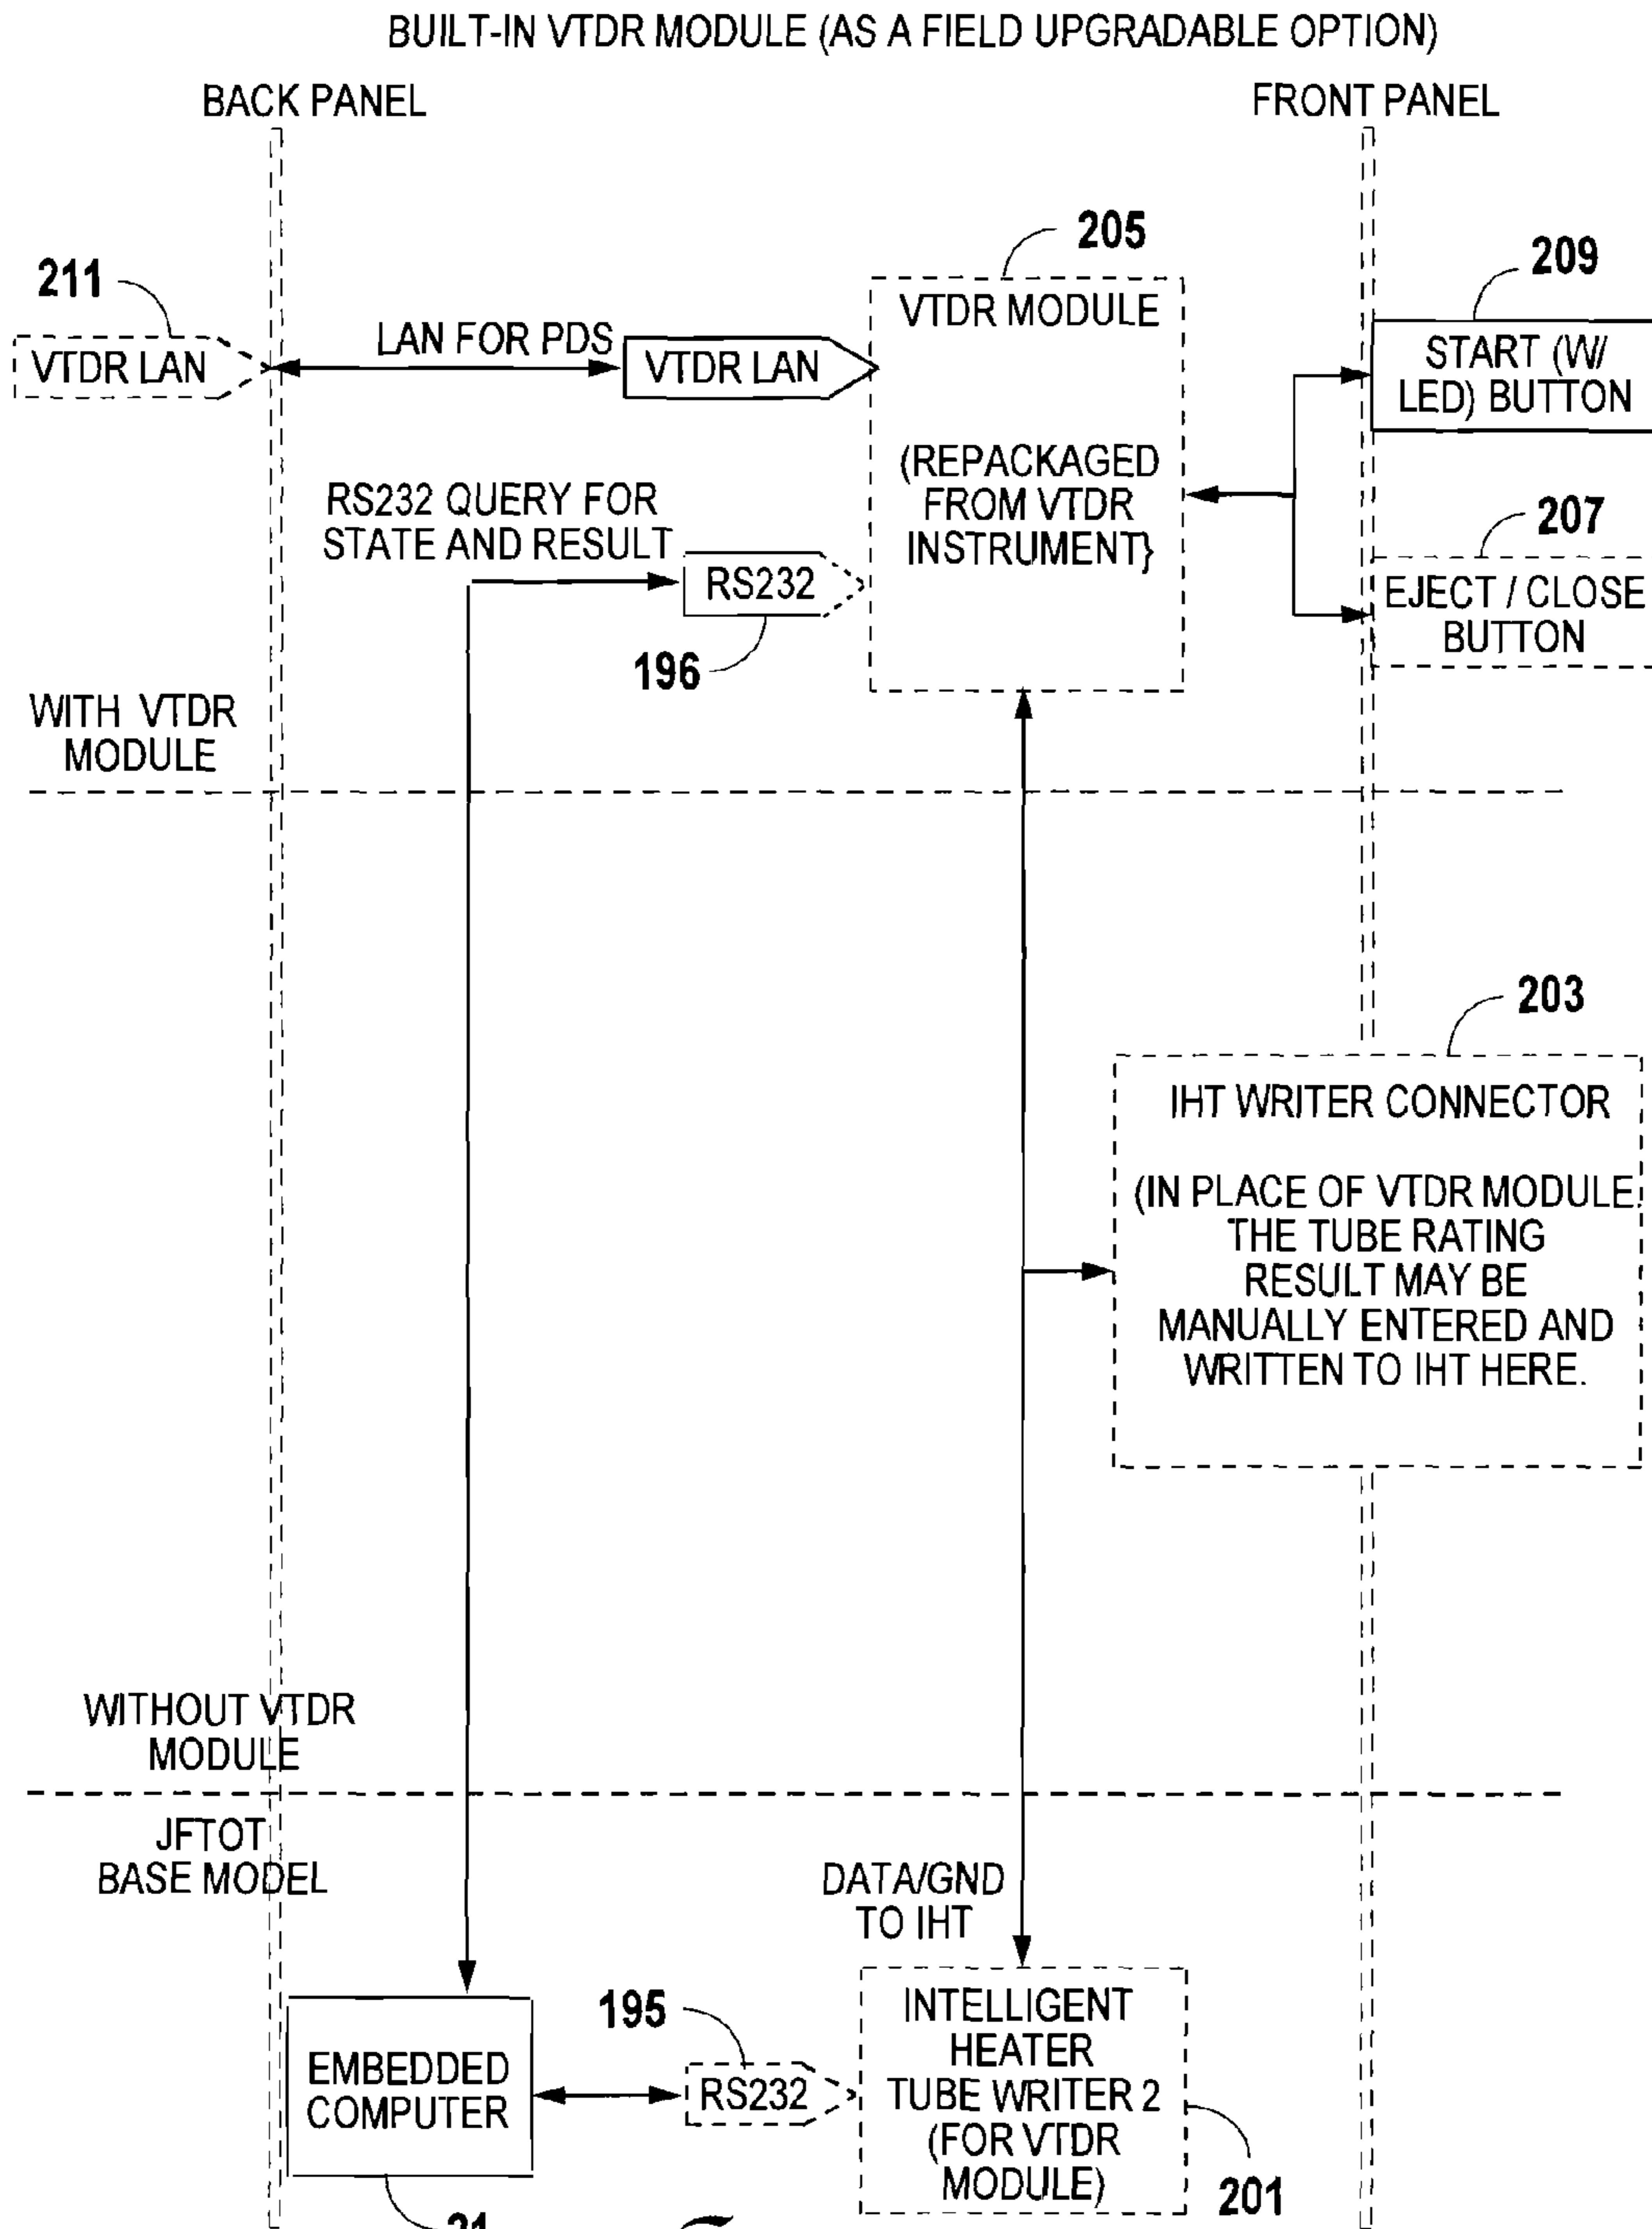 BUILT-IN VTDR MODULE (AS A FIELD UPGRADABLE OPTION)
BACK PANEL
FRONT PANEL
205
209
211
VTDR MODULE
START (W/
LED) BUTTON
LAN FOR PDS
VTDR LAN
VTDR LAN
(REPACKAGED
FROM VTDR
INSTRUMENT}
RS232 QUERY FOR
STATE AND RESULT
207
RS232
EJECT / CLOSE
BUTTON
196
WITH VTDR
MODULE
203
IHT WRITER CONNECTOR
(IN PLACE OF VTDR MODULE.
THE TUBE RATING
RESULT MAY BE
MANUALLY ENTERED AND
WRITTEN TO IHT HERE.
WITHOUT VTDR
MODULE
JFTOT
BASE MODEL
DATA/GND
TO IHT
195
INTELLIGENT
HEATER
TUBE WRITER 2
(FOR VTDR
MODULE)
EMBEDDED
COMPUTER
RS232
201
21